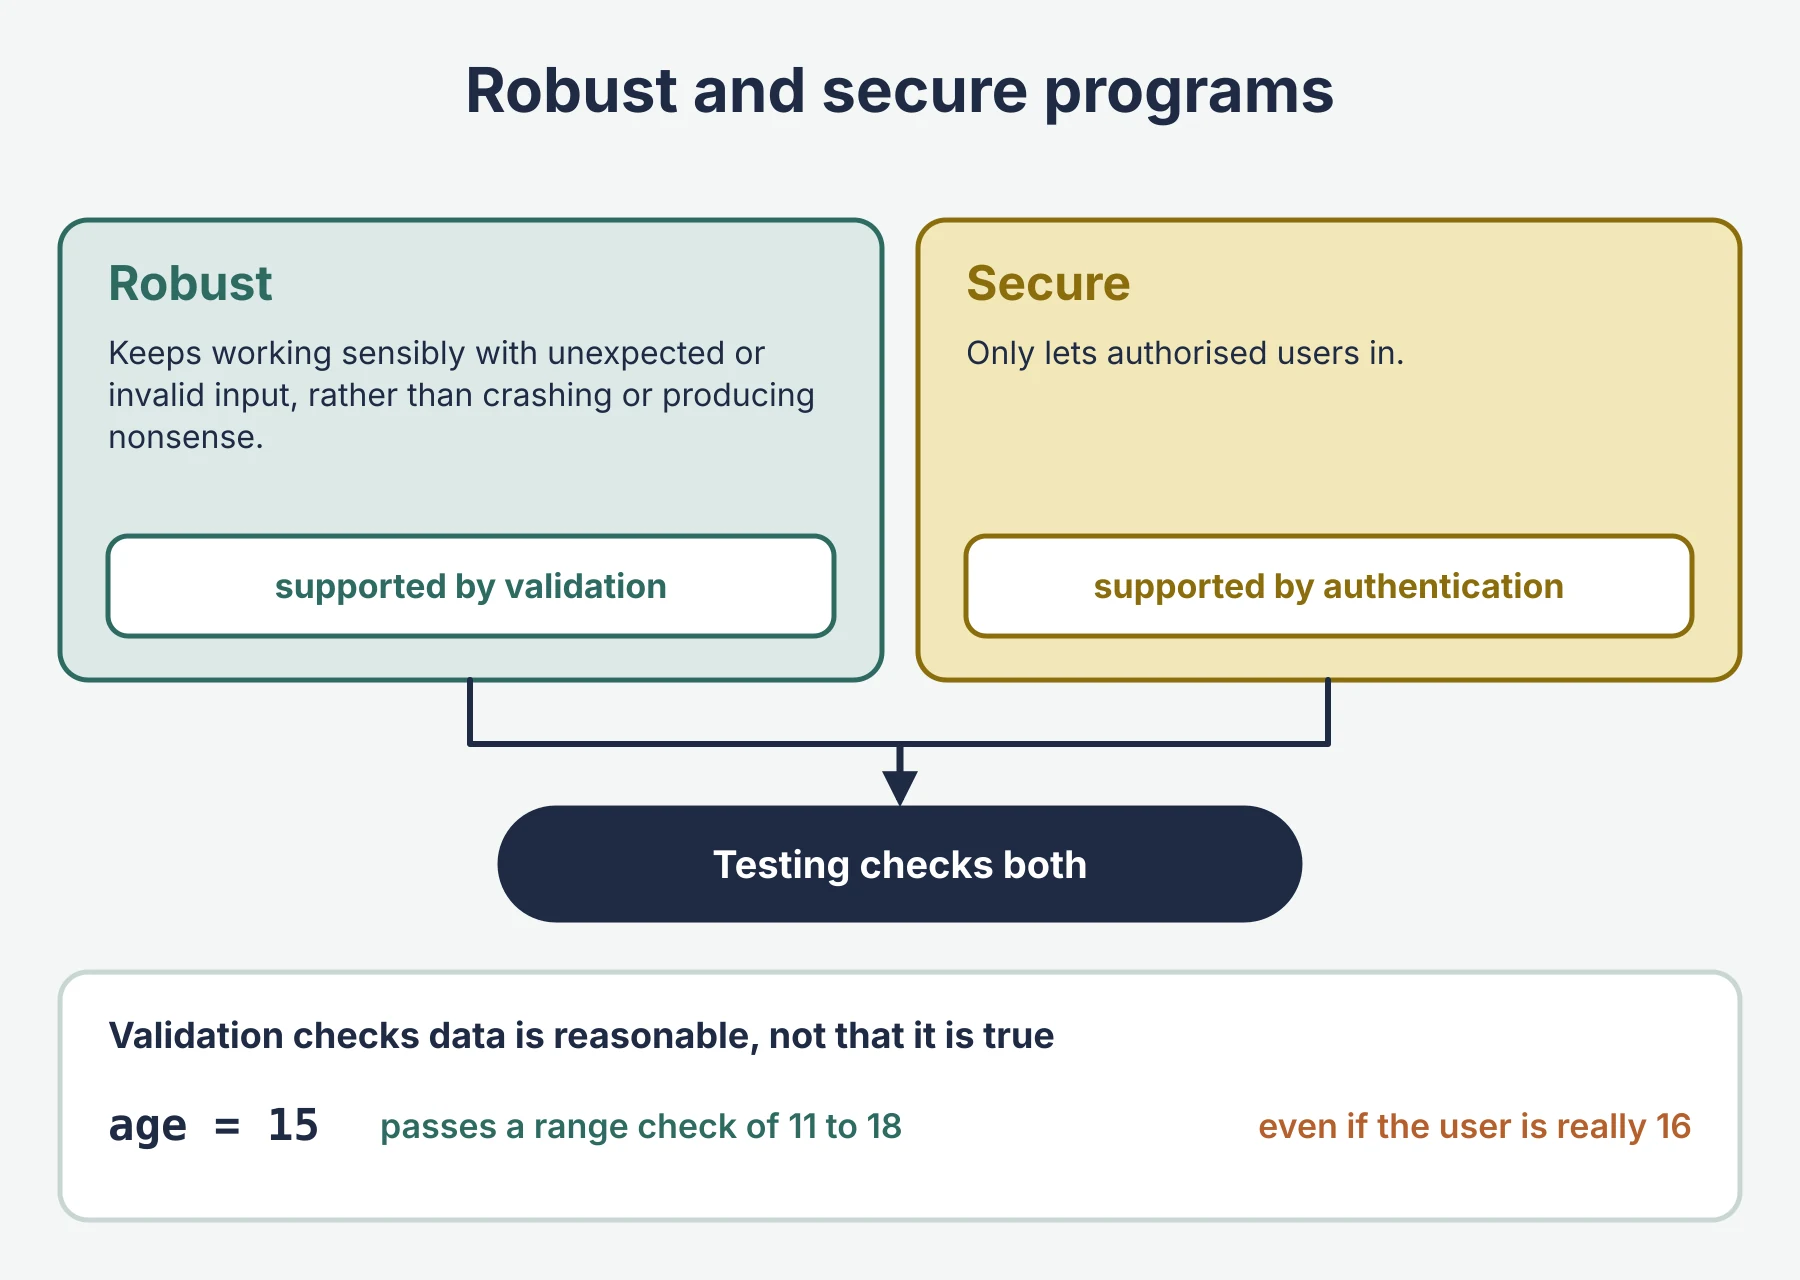 Robust and secure programs
Robust
Keeps working sensibly with unexpected or
invalid input, rather than crashing or producing
nonsense.
supported by validation
Secure
Only lets authorised users in.
supported by authentication
Testing checks both
Validation checks data is reasonable, not that it is true
age = 15 passes a range check of 11 to 18 even if the user is really 16